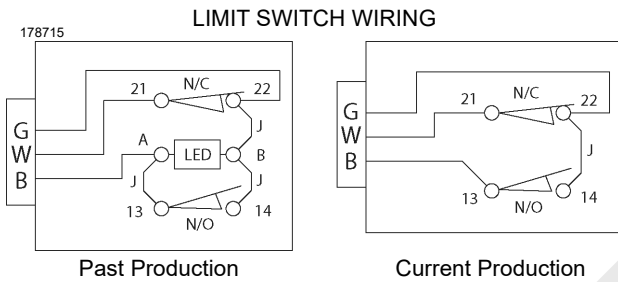 LIMIT SWITCH WIRING
178715
G
W
B
21
N/C
22
J
A
LED
B
J
J
13
N/O
14
Past Production
G
W
B
21
N/C
22
J
13
N/O
14
Current Production